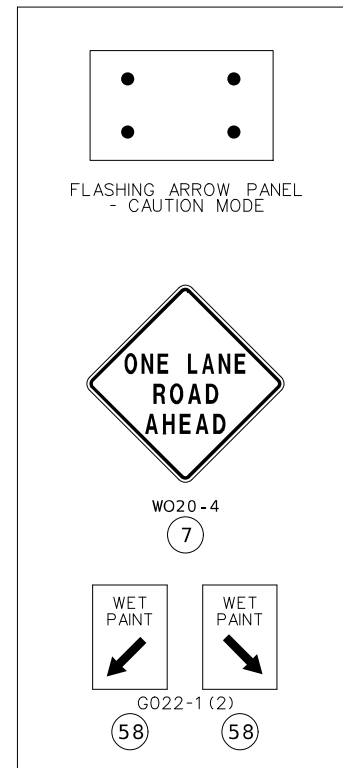 FLASHING ARROW PANEL
- CAUTION MODE
ONE LANE
ROAD
AHEAD
WO20-4
7
WET
PAINT
WET
PAINT
GO22-1(2)
58
58